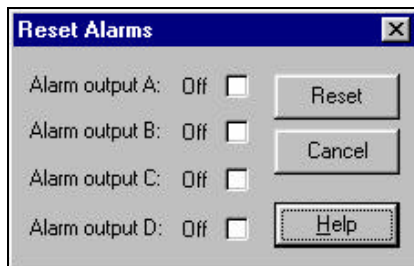 Reset Alarms
Alarm output A: Off
Reset
Alarm output B: Off
Cancel
Alarm output C: Off
Alarm output D: Off
Help